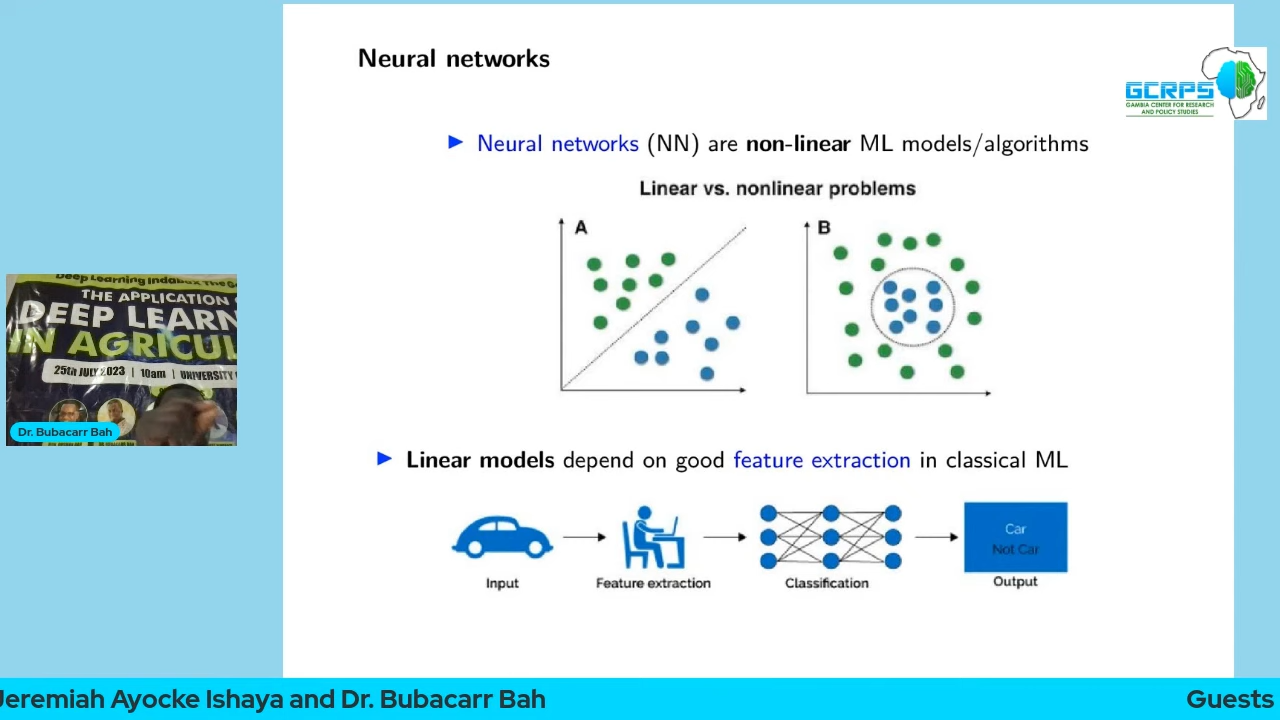 Neural networks
GCRPS
GAMBIA CENTER FOR RESEARCH
AND POLICY STUDIES
▶ Neural networks (NN) are non-linear ML models/algorithms
Linear vs. nonlinear problems
A
B
Deep Learning
THE APPLICATION
DEEP LEARN
IN AGRICUL
25th JULY 2023 | 10am | UNIVERSITY
Dr. Bubacarr Bah
▶ Linear models depend on good feature extraction in classical ML
Car
Not Car
Input
Feature extraction
Classification
Output
Jeremiah Ayocke Ishaya and Dr. Bubacarr Bah
Guests